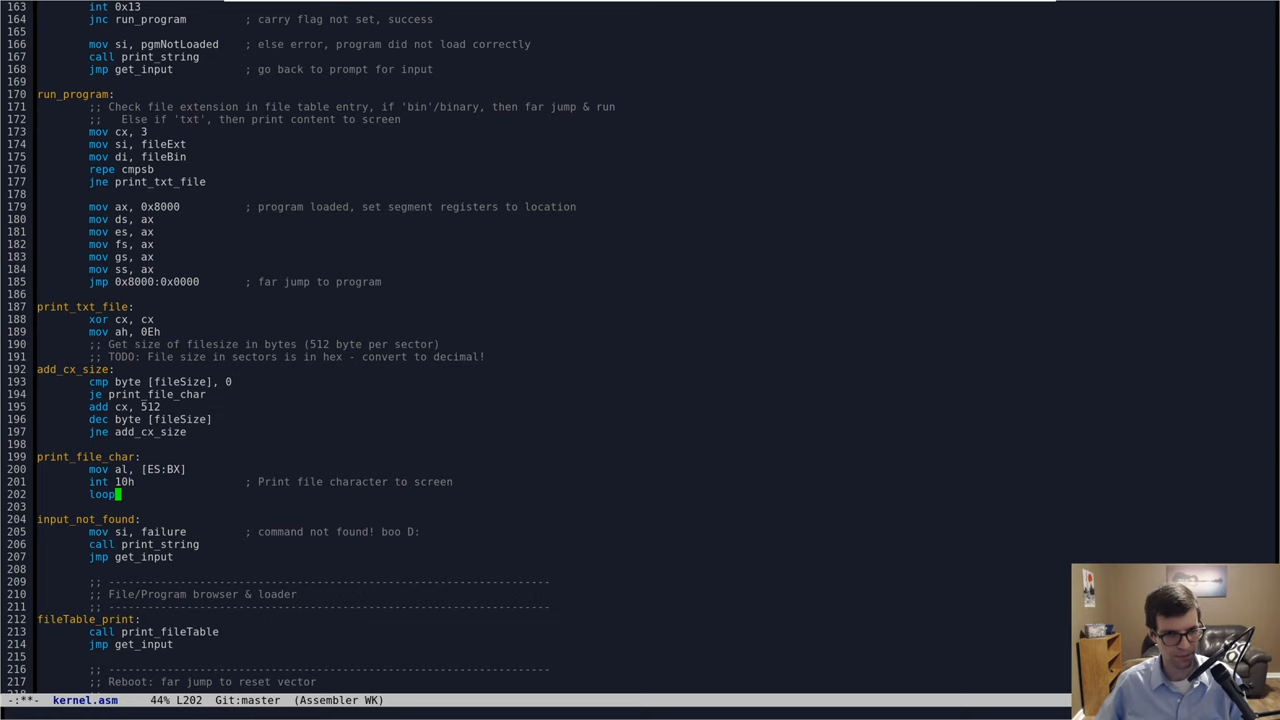 163 int 0x13
164 jnc run_program ; carry flag not set, success
165
166 mov si, pgmNotLoaded ; else error, program did not load correctly
167 call print_string
168 jmp get_input ; go back to prompt for input
169
170 run_program:
171 ;; Check file extension in file table entry, if 'bin'/binary, then far jump & run
172 ;; Else if 'txt', then print content to screen
173 mov cx, 3
174 mov si, fileExt
175 mov di, fileBin
176 repe cmpsb
177 jne print_txt_file
178
179 mov ax, 0x8000 ; program loaded, set segment registers to location
180 mov ds, ax
181 mov es, ax
182 mov fs, ax
183 mov gs, ax
184 mov ss, ax
185 jmp 0x8000:0x0000 ; far jump to program
186
187 print_txt_file:
188 xor cx, cx
189 mov ah, 0Eh
190 ;; Get size of filesize in bytes (512 byte per sector)
191 ;; TODO: File size in sectors is in hex - convert to decimal!
192 add_cx_size:
193 cmp byte [fileSize], 0
194 je print_file_char
195 add cx, 512
196 dec byte [fileSize]
197 jne add_cx_size
198
199 print_file_char:
200 mov al, [ES:BX]
201 int 10h ; Print file character to screen
202 loop
203
204 input_not_found:
205 mov si, failure ; command not found! boo D:
206 call print_string
207 jmp get_input
208
209 ;; --------------------------------------------------------------------
210 ;; File/Program browser & loader
211 ;; --------------------------------------------------------------------
212 fileTable_print:
213 call print_fileTable
214 jmp get_input
215
216 ;; --------------------------------------------------------------------
217 ;; Reboot: far jump to reset vector
-:**- kernel.asm 44% L202 Git:master (Assembler WK)